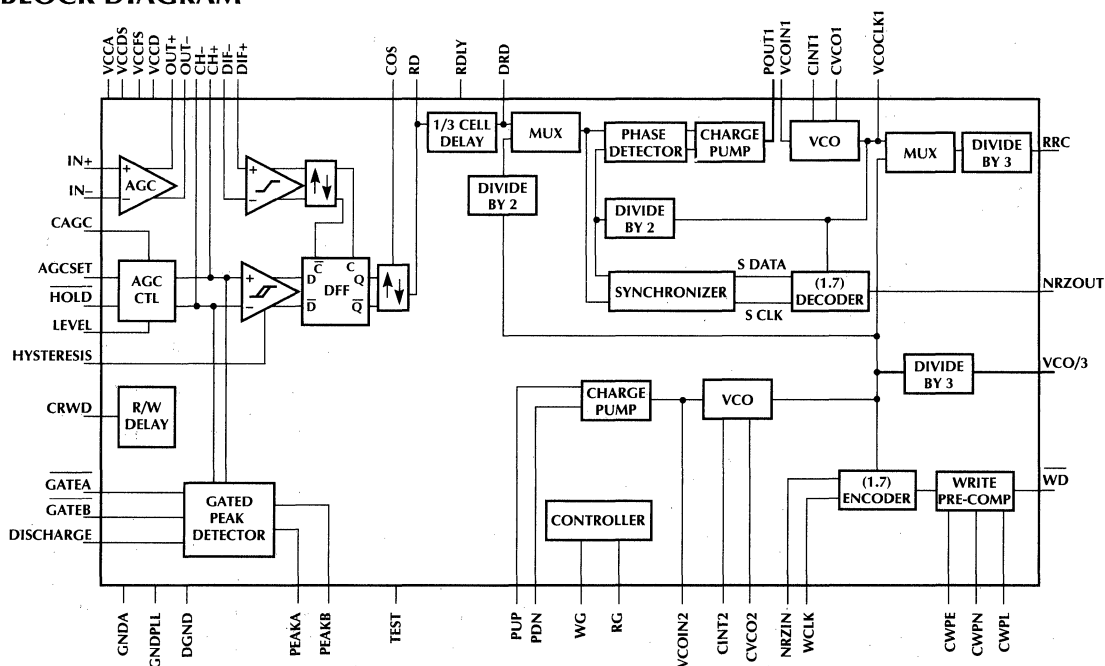 BLOCK DIAGRAM
VCCA
VCCDS
VCCFS
VCCD
OUT+
OUT–
CH–
CH+
DIF–
DIF+
COS
RD
RDLY
DRD
POUT1
VCOIN1
CINT1
CVCO1
VCOCLK1
IN+
IN–
CAGC
AGCSET
HOLD
LEVEL
HYSTERESIS
CRWD
GATEA
GATEB
DISCHARGE
+
–
AGC
AGC
CTL
+
–
+
–
D
D
C
C
Q
Q
DFF
R/W
DELAY
GATED
PEAK
DETECTOR
1/3 CELL
DELAY
MUX
PHASE
DETECTOR
CHARGE
PUMP
VCO
MUX
DIVIDE
BY 3
DIVIDE
BY 2
DIVIDE
BY 2
SYNCHRONIZER
S DATA
S CLK
(1.7)
DECODER
DIVIDE
BY 3
CHARGE
PUMP
VCO
CONTROLLER
(1.7)
ENCODER
WRITE
PRE-COMP
RRC
NRZOUT
VCO/3
WD
GNDA
GNDPLL
DGND
PEAKA
PEAKB
TEST
PUP
PDN
WG
RG
VCOIN2
CINT2
CVCO2
NRZIN
WCLK
CWPE
CWPN
CWPL